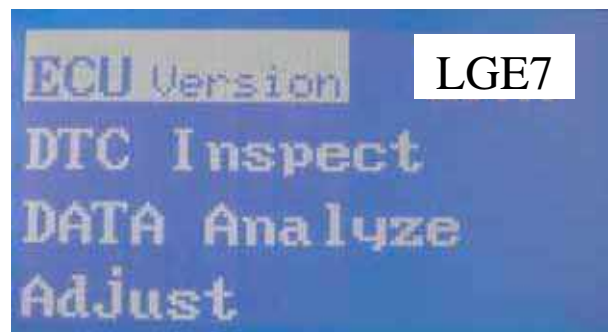 ECU Version
LGE7
DTC Inspect
DATA Analyze
Adjust